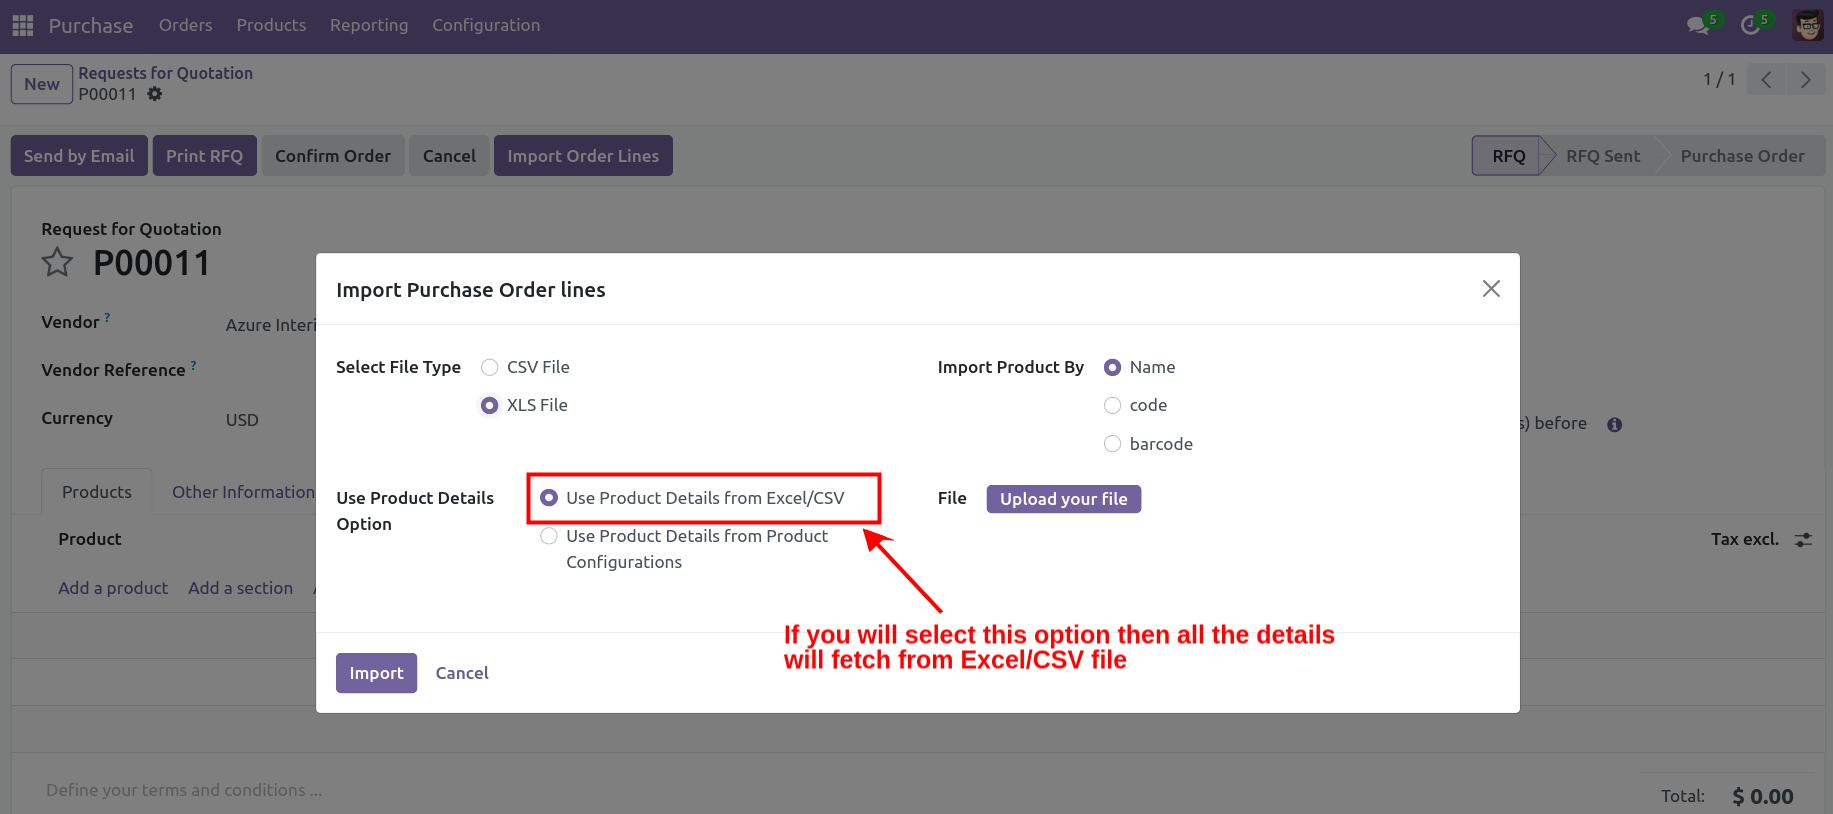 Purchase Orders Products Reporting Configuration 5 5
New Requests for Quotation
P00011
1 / 1
Send by Email Print RFQ Confirm Order Cancel Import Order Lines RFQ RFQ Sent Purchase Order
Request for Quotation
P00011
Import Purchase Order lines
Vendor ? Azure Interi
Vendor Reference ?
Currency USD
Select File Type CSV File
XLS File
Import Product By Name
code
barcode
s) before
Products Other Information
Use Product Details
Option
Use Product Details from Excel/CSV
Use Product Details from Product
Configurations
File Upload your file
Product Tax excl.
Add a product Add a section
If you will select this option then all the details
will fetch from Excel/CSV file
Import Cancel
Define your terms and conditions ...
Total: $ 0.00